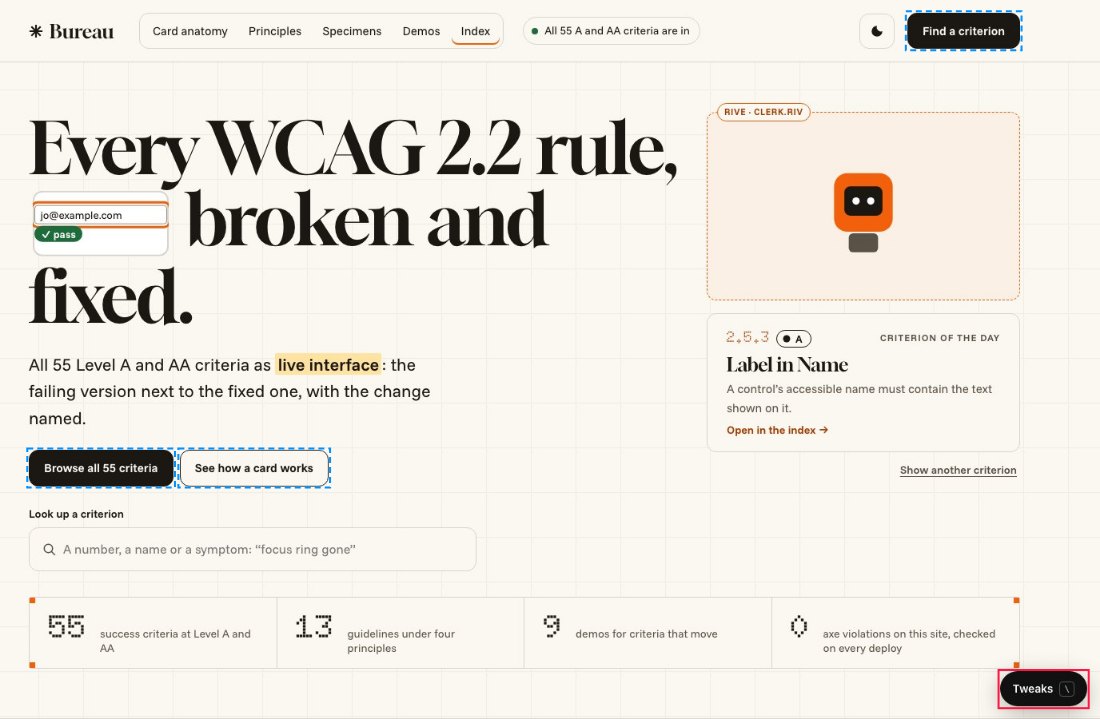 Bureau
Card anatomy
Principles
Specimens
Demos
Index
All 55 A and AA criteria are in
Find a criterion
Every WCAG 2.2 rule,
jo@example.com
✓ pass
broken and
fixed.
RIVE · CLERK.RIV
All 55 Level A and AA criteria as live interface: the
failing version next to the fixed one, with the change
named.
Browse all 55 criteria
See how a card works
2.5.3
A
CRITERION OF THE DAY
Label in Name
A control's accessible name must contain the text
shown on it.
Open in the index →
Show another criterion
Look up a criterion
A number, a name or a symptom: “focus ring gone”
55
success criteria at Level A and
AA
13
guidelines under four
principles
9
demos for criteria that move
0
axe violations on this site, checked
on every deploy
Tweaks \